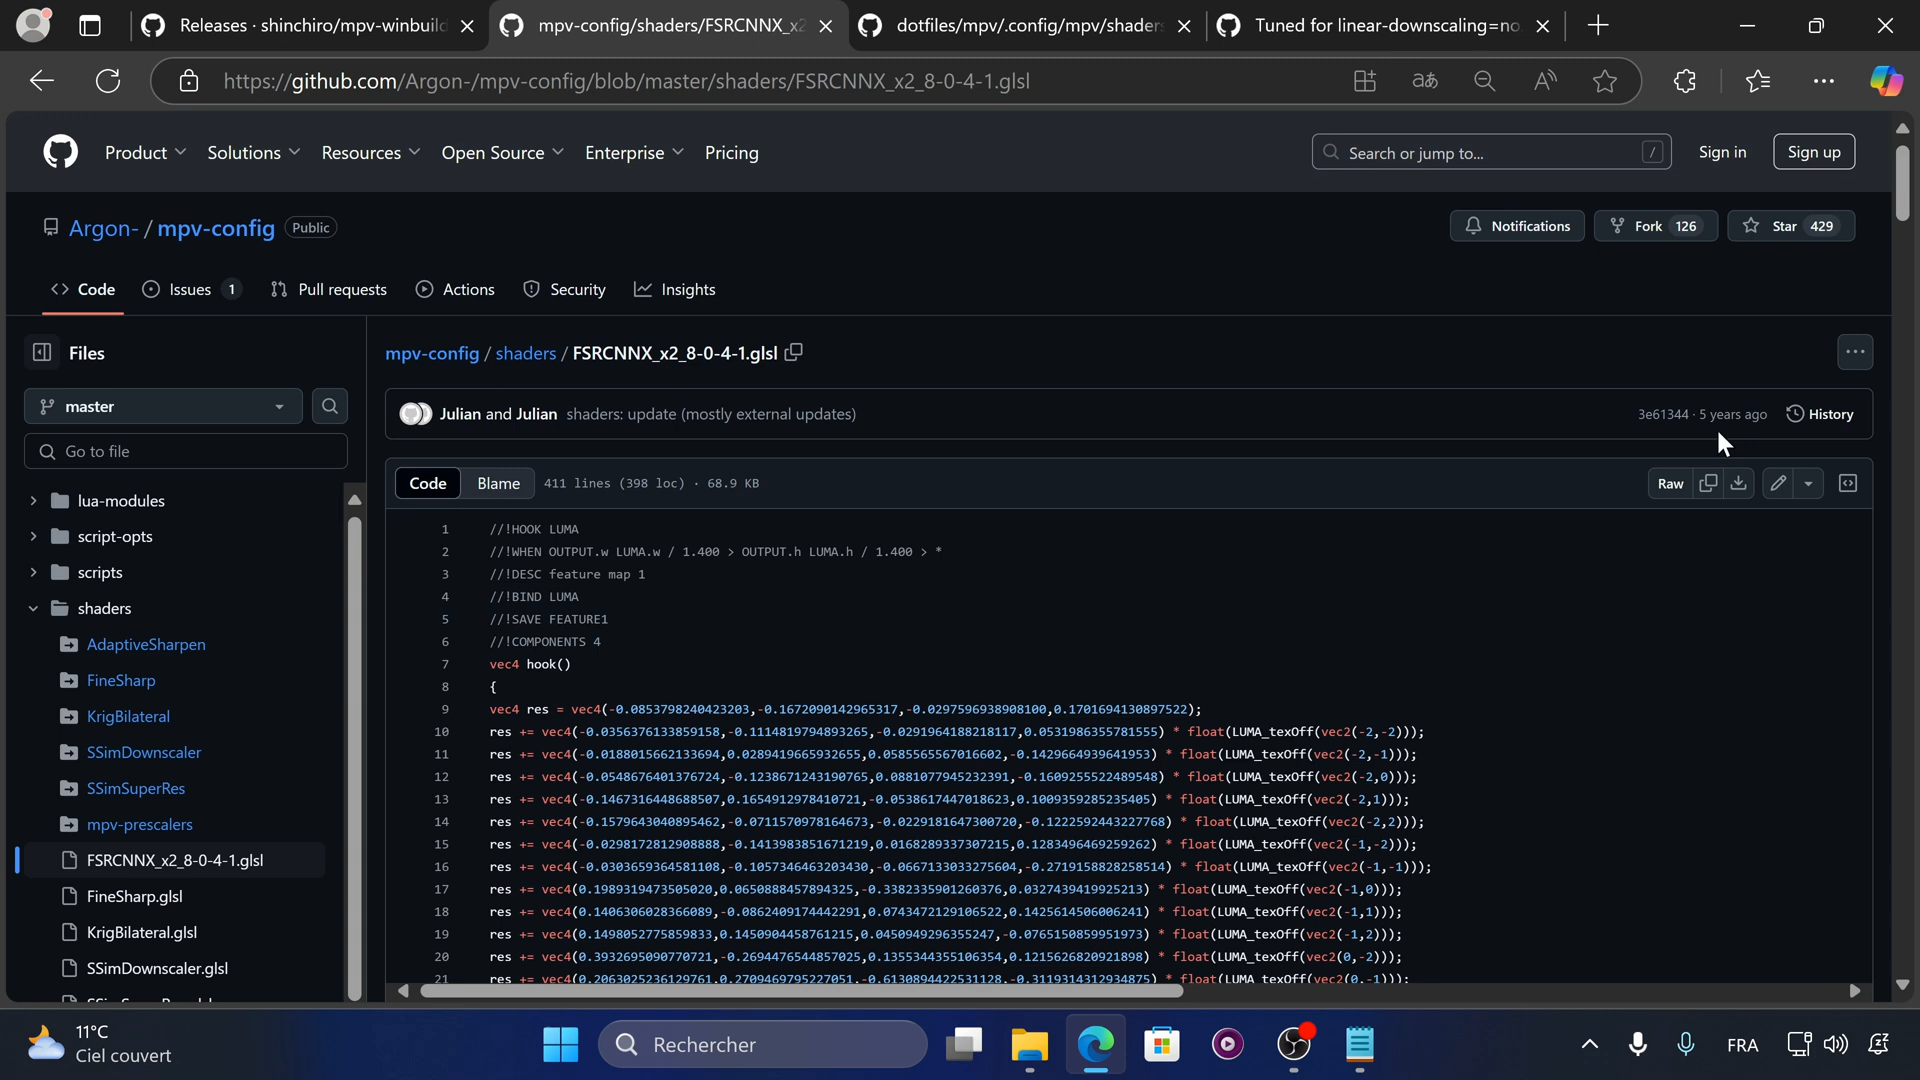 Releases · shinchiro/mpv-winbuild
mpv-config/shaders/FSRCNNX_x2
dotfiles/mpv/.config/mpv/shaders
Tuned for linear-downscaling=no.
https://github.com/Argon-/mpv-config/blob/master/shaders/FSRCNNX_x2_8-0-4-1.glsl
Product
Solutions
Resources
Open Source
Enterprise
Pricing
Search or jump to...
/
Sign in
Sign up
Argon- / mpv-config
Public
Notifications
Fork 126
Star 429
Code
Issues 1
Pull requests
Actions
Security
Insights
Files
master
Go to file
lua-modules
script-opts
scripts
shaders
AdaptiveSharpen
FineSharp
KrigBilateral
SSimDownscaler
SSimSuperRes
mpv-prescalers
FSRCNNX_x2_8-0-4-1.glsl
FineSharp.glsl
KrigBilateral.glsl
SSimDownscaler.glsl
mpv-config / shaders / FSRCNNX_x2_8-0-4-1.glsl
Julian and Julian shaders: update (mostly external updates)
3e61344 · 5 years ago
History
Code
Blame
411 lines (398 loc) · 68.9 KB
Raw
1 //!HOOK LUMA
2 //!WHEN OUTPUT.w LUMA.w / 1.400 > OUTPUT.h LUMA.h / 1.400 > *
3 //!DESC feature map 1
4 //!BIND LUMA
5 //!SAVE FEATURE1
6 //!COMPONENTS 4
7 vec4 hook()
8 {
9 vec4 res = vec4(-0.0853798240423203,-0.1672090142965317,-0.0297596938908100,0.1701694130897522);
10 res += vec4(-0.0356376133859158,-0.1114819794893265,-0.0291964188218117,0.0531986355781555) * float(LUMA_texOff(vec2(-2,-2)));
11 res += vec4(-0.0188015662133694,0.0289419665932655,0.0585565567016602,-0.1429664939641953) * float(LUMA_texOff(vec2(-2,-1)));
12 res += vec4(-0.0548676401376724,-0.1238671243190765,0.0881077945232391,-0.1609255522489548) * float(LUMA_texOff(vec2(-2,0)));
13 res += vec4(-0.1467316448688507,0.1654912978410721,-0.0538617447018623,0.1009359285235405) * float(LUMA_texOff(vec2(-2,1)));
14 res += vec4(-0.1579643040895462,-0.0711570978164673,-0.0229181647300720,-0.1222592443227768) * float(LUMA_texOff(vec2(-2,2)));
15 res += vec4(-0.0298172812908888,-0.1413983851671219,0.0168289337307215,0.1283496469259262) * float(LUMA_texOff(vec2(-1,-2)));
16 res += vec4(-0.0303659364581108,-0.1057346463203430,-0.0667133033275604,-0.2719158828258514) * float(LUMA_texOff(vec2(-1,-1)));
17 res += vec4(0.1989319473505020,0.0650888457894325,-0.3382335901260376,0.0327439419925213) * float(LUMA_texOff(vec2(-1,0)));
18 res += vec4(0.1406306028366089,-0.0862409174442291,0.0743472129106522,0.1425614506006241) * float(LUMA_texOff(vec2(-1,1)));
19 res += vec4(0.1498052775859833,0.1450904458761215,0.0450949296355247,-0.0765150859951973) * float(LUMA_texOff(vec2(-1,2)));
20 res += vec4(0.3932695090770721,-0.2694476544857025,0.1355344355106354,0.1215626820921898) * float(LUMA_texOff(vec2(0,-2)));
21 res += vec4(0.2063025236129761,0.2709469795227051,-0.6130894422531128,-0.3119314312934875) * float(LUMA_texOff(vec2(0,-1)));
11°C
Ciel couvert
Rechercher
FRA